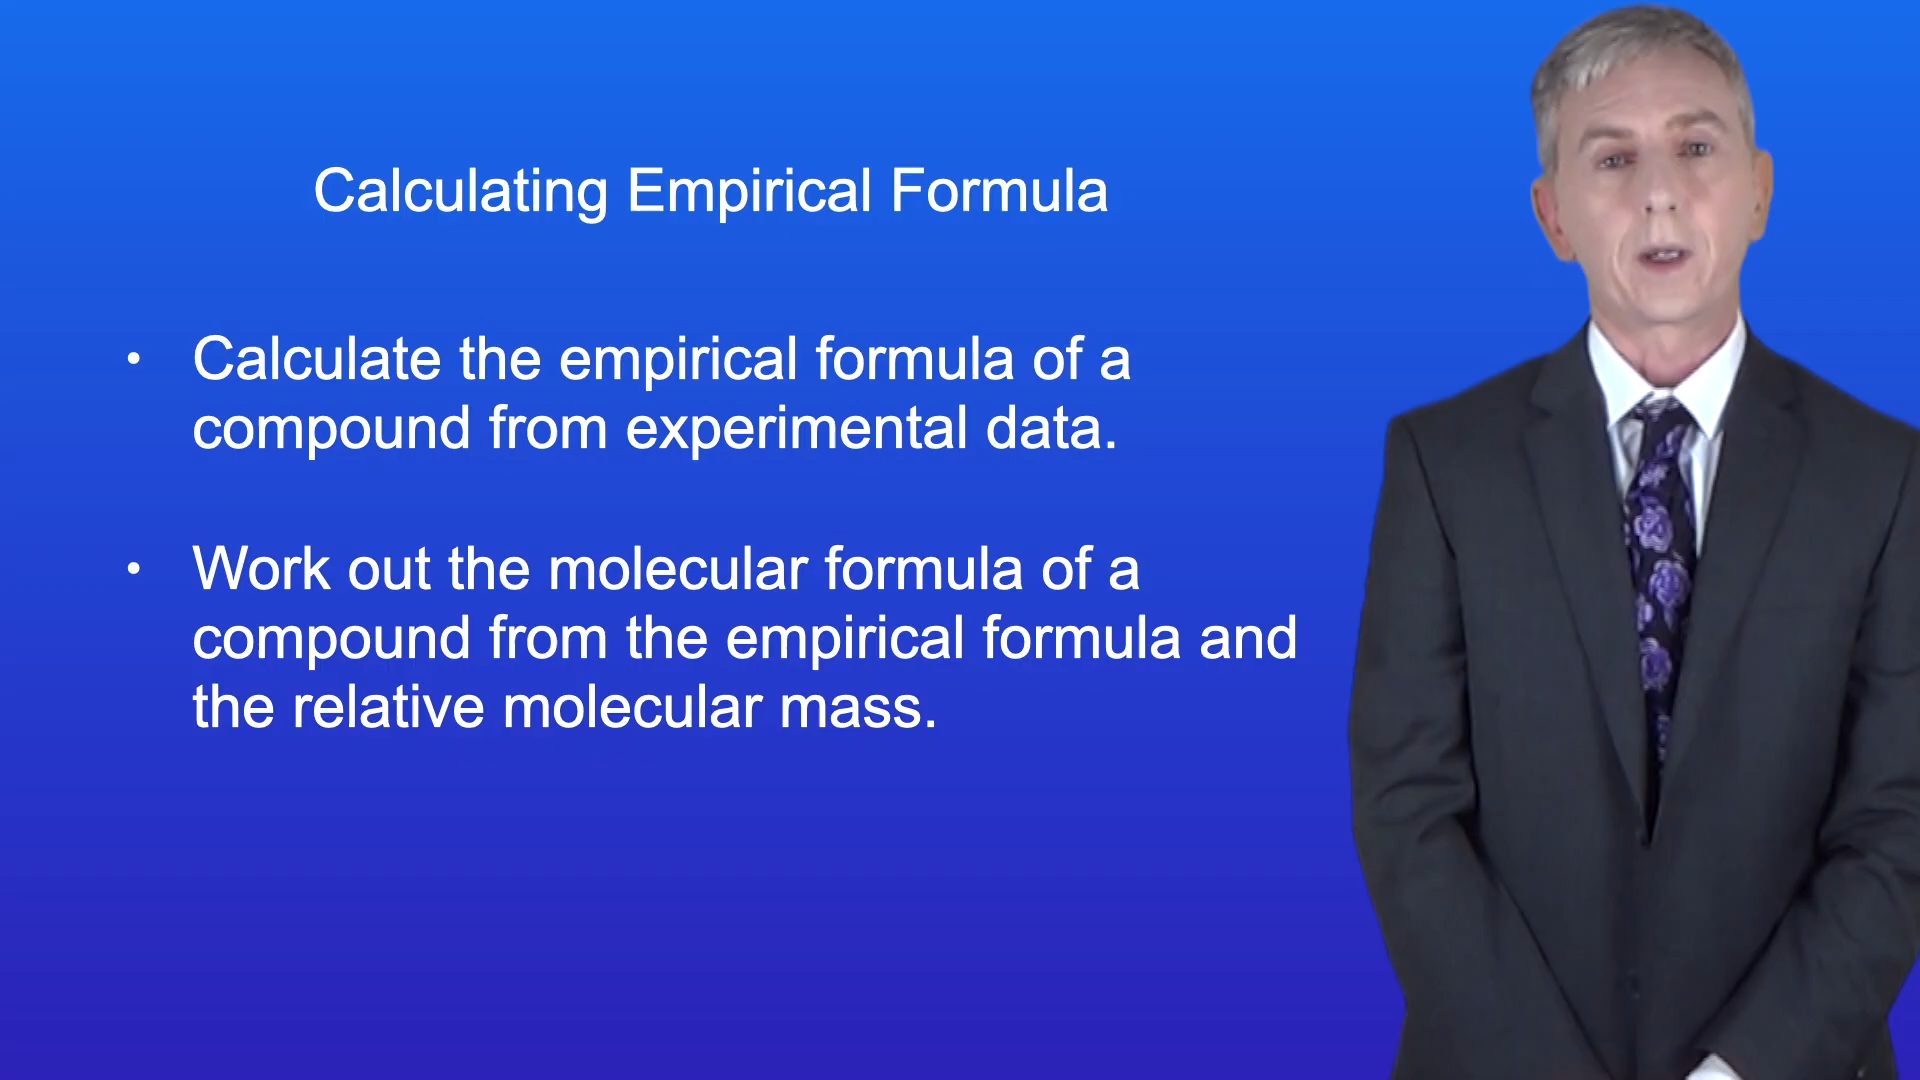 Calculating Empirical Formula
• Calculate the empirical formula of a
compound from experimental data.
• Work out the molecular formula of a
compound from the empirical formula and
the relative molecular mass.